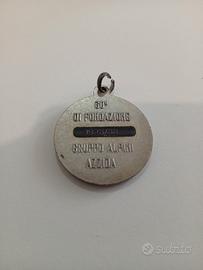 60°
DI FONDAZIONE
GRUPPO ALPINI
AZZIDA
subito